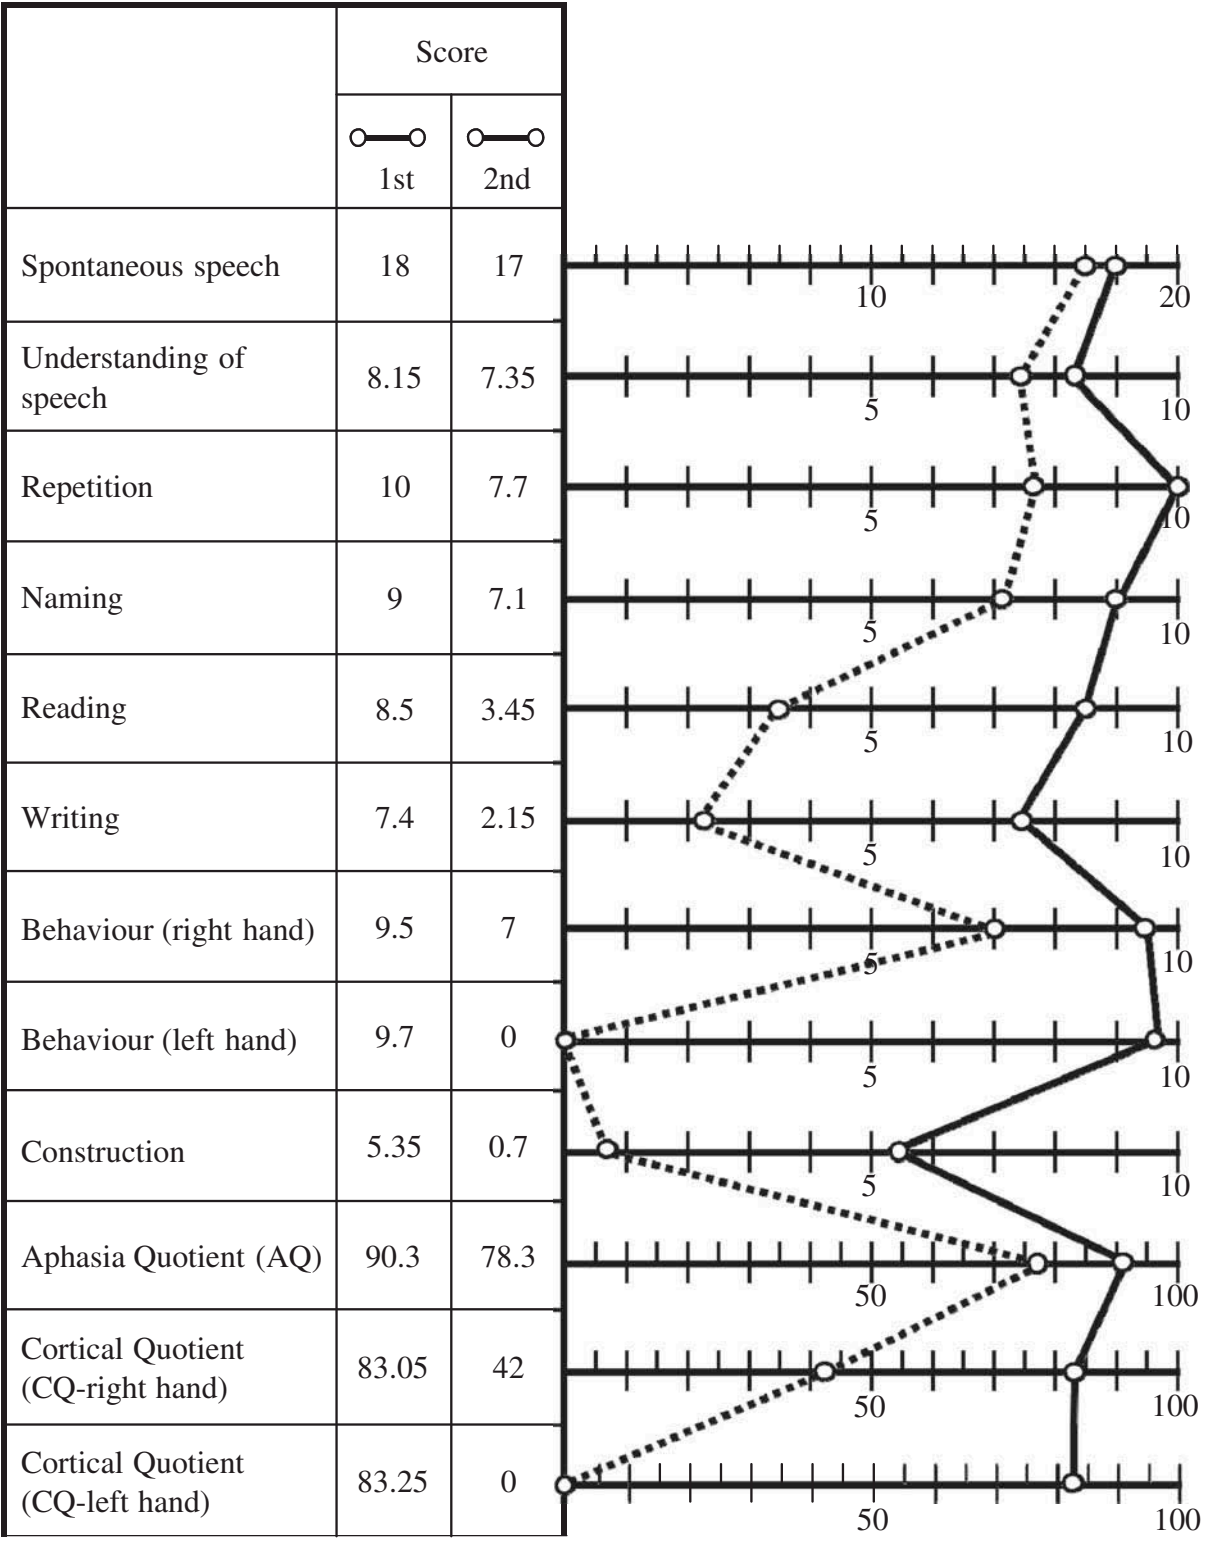 Score
1st 2nd
Spontaneous speech 18 17
10 20
Understanding of
speech 8.15 7.35
5 10
Repetition 10 7.7
5 10
Naming 9 7.1
5 10
Reading 8.5 3.45
5 10
Writing 7.4 2.15
5 10
Behaviour (right hand) 9.5 7
5 10
Behaviour (left hand) 9.7 0
5 10
Construction 5.35 0.7
5 10
Aphasia Quotient (AQ) 90.3 78.3
50 100
Cortical Quotient
(CQ-right hand) 83.05 42
50 100
Cortical Quotient
(CQ-left hand) 83.25 0
50 100